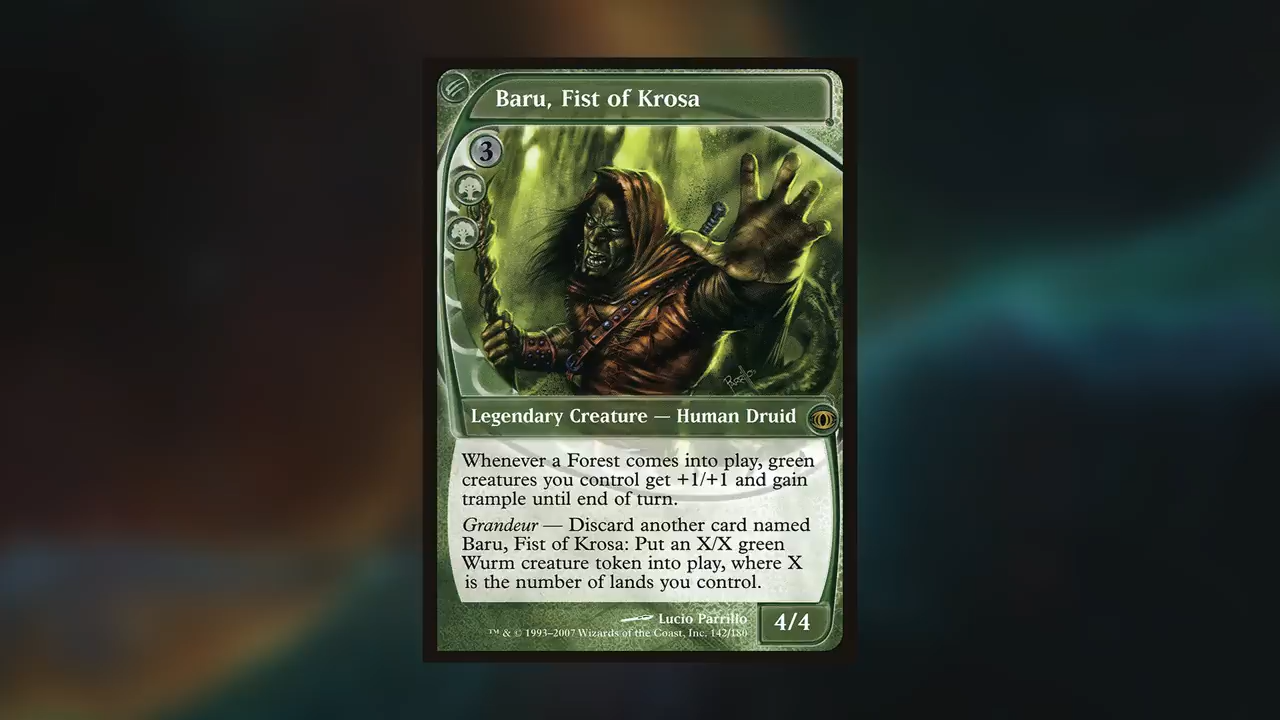 Baru, Fist of Krosa
3
Legendary Creature — Human Druid
Whenever a Forest comes into play, green
creatures you control get +1/+1 and gain
trample until end of turn.
Grandeur — Discard another card named
Baru, Fist of Krosa: Put an X/X green
Wurm creature token into play, where X
is the number of lands you control.
Lucio Parrillo
™ & © 1993–2007 Wizards of the Coast, Inc. 142/180
4/4